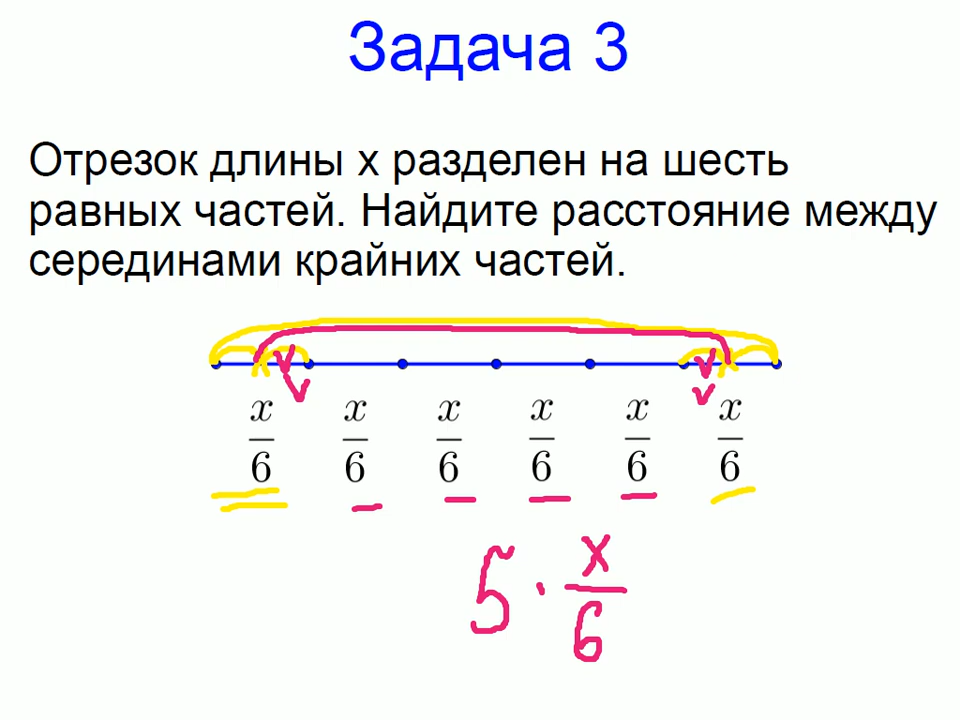 Задача 3
Отрезок длины x разделен на шесть
равных частей. Найдите расстояние между
серединами крайних частей.
x/6 x/6 x/6 x/6 x/6 x/6
5 · x/6